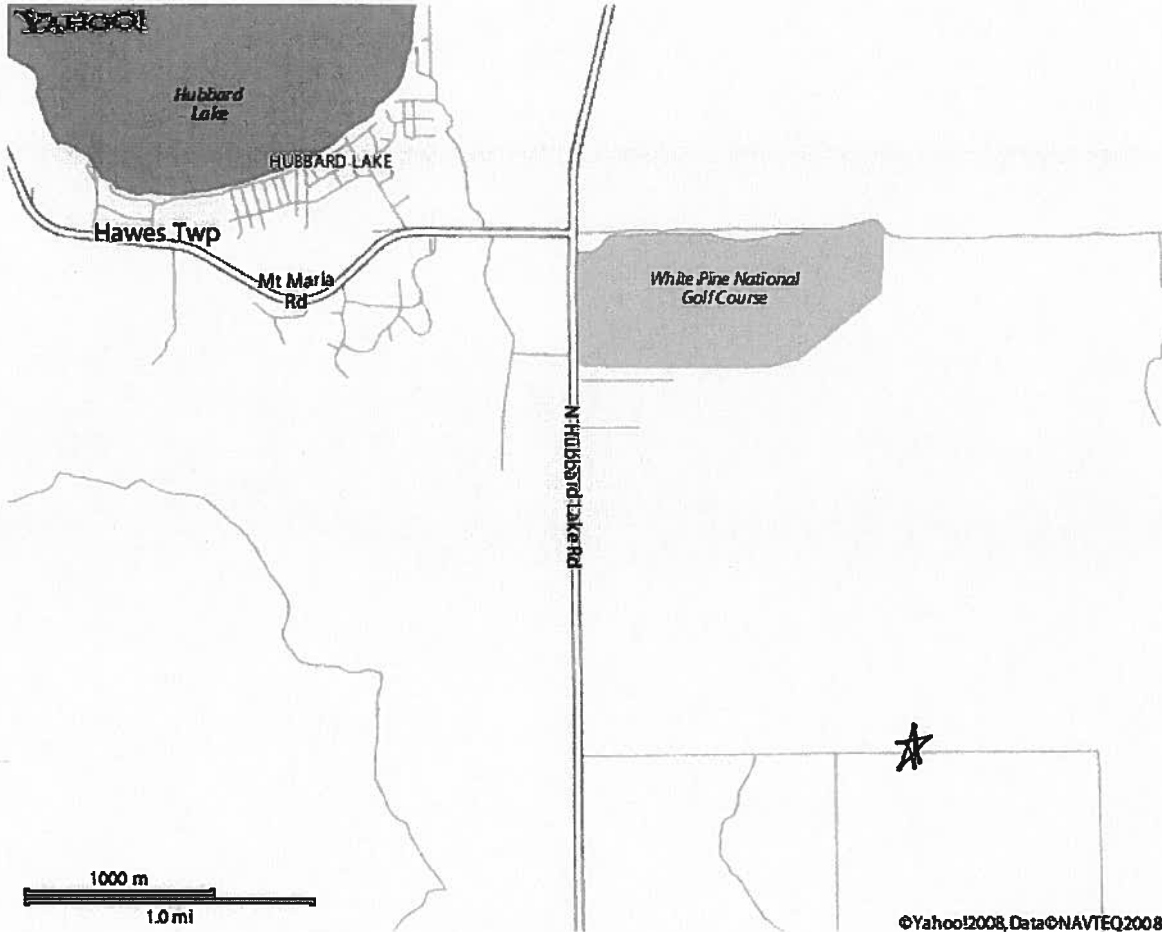 YAHOO!
Hubbard
Lake
HUBBARD LAKE
Hawes Twp
Mt Maria
Rd
White Pine National
Golf Course
N Hubbard Lake Rd
1000 m
1.0 mi
©Yahoo!2008, Data©NAVTEQ2008